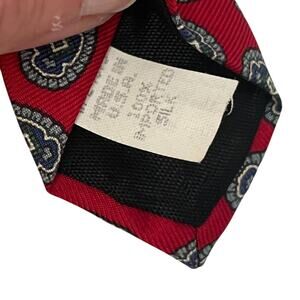 MADE IN
U.S.A.
100%
IMPORTED
SILK